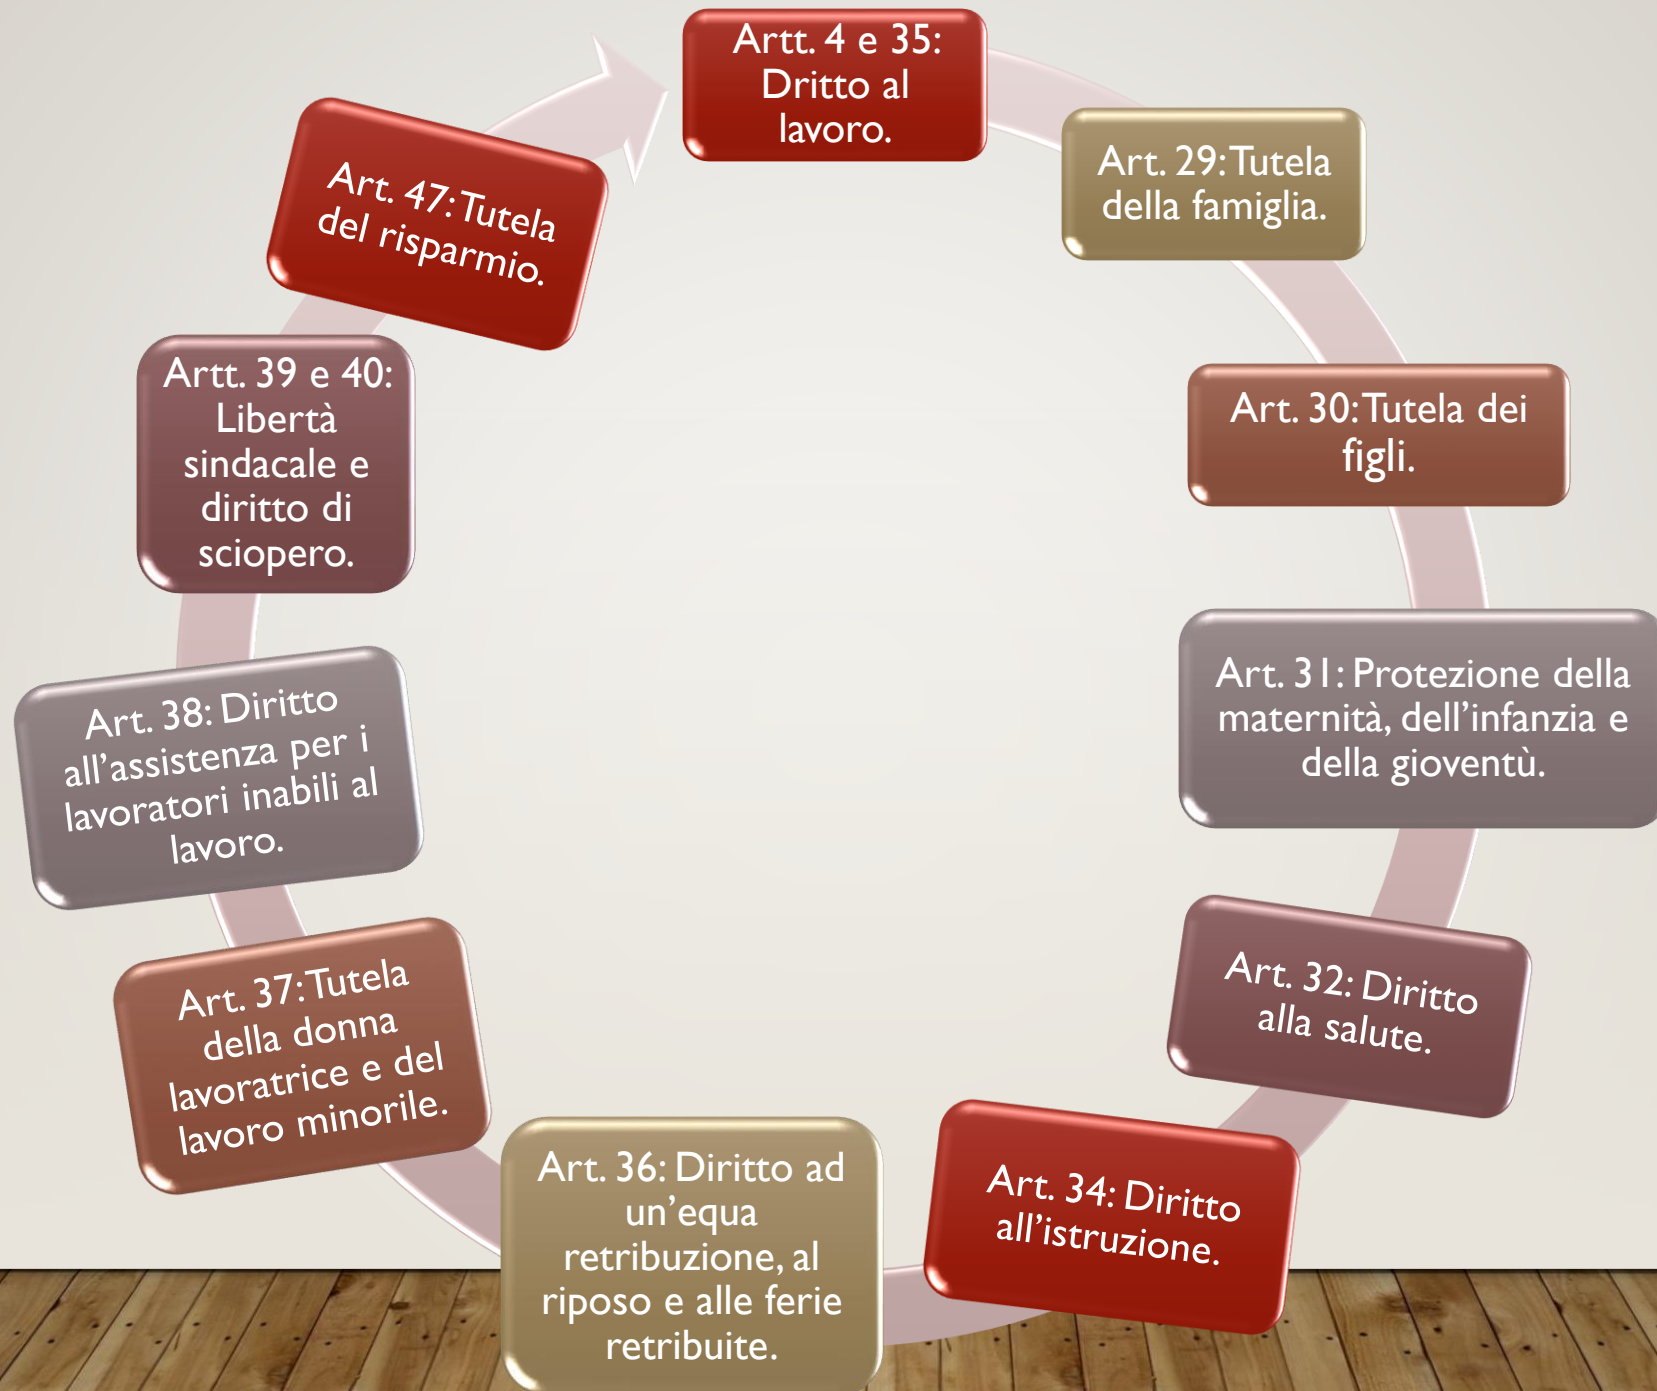 Artt. 4 e 35:
Dritto al
lavoro.
Art. 29: Tutela
della famiglia.
Art. 30: Tutela dei
figli.
Art. 31: Protezione della
maternità, dell’infanzia e
della gioventù.
Art. 32: Diritto
alla salute.
Art. 34: Diritto
all’istruzione.
Art. 36: Diritto ad
un’equa
retribuzione, al
riposo e alle ferie
retribuite.
Art. 37: Tutela
della donna
lavoratrice e del
lavoro minorile.
Art. 38: Diritto
all’assistenza per i
lavoratori inabili al
lavoro.
Artt. 39 e 40:
Libertà
sindacale e
diritto di
sciopero.
Art. 47: Tutela
del risparmio.